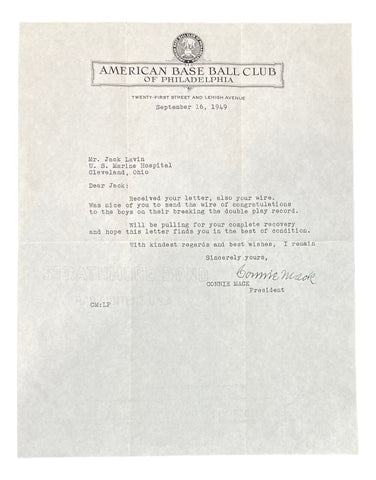 AMERICAN BASE BALL CLUB
OF PHILADELPHIA
TWENTY-FIRST STREET AND LEHIGH AVENUE
September 16, 1949
Mr. Jack Lavin
U. S. Marine Hospital
Cleveland, Ohio
Dear Jack:
Received your letter, also your wire.
Was nice of you to send the wire of congratulations
to the boys on their breaking the double play record.
Will be pulling for your complete recovery
and hope this letter finds you in the best of condition.
With kindest regards and best wishes, I remain
Sincerely yours,
Connie Mack
CONNIE MACK
President
CM:LP